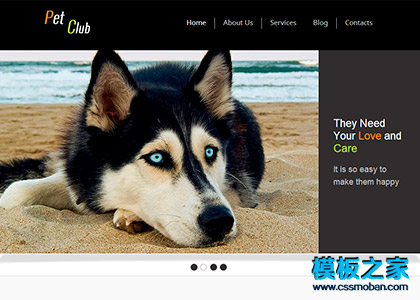 Pet
Club
Home
About Us
Services
Blog
Contacts
They Need
Your Love and
Care
It is so easy to
make them happy
模板之家
www.cssmoban.com